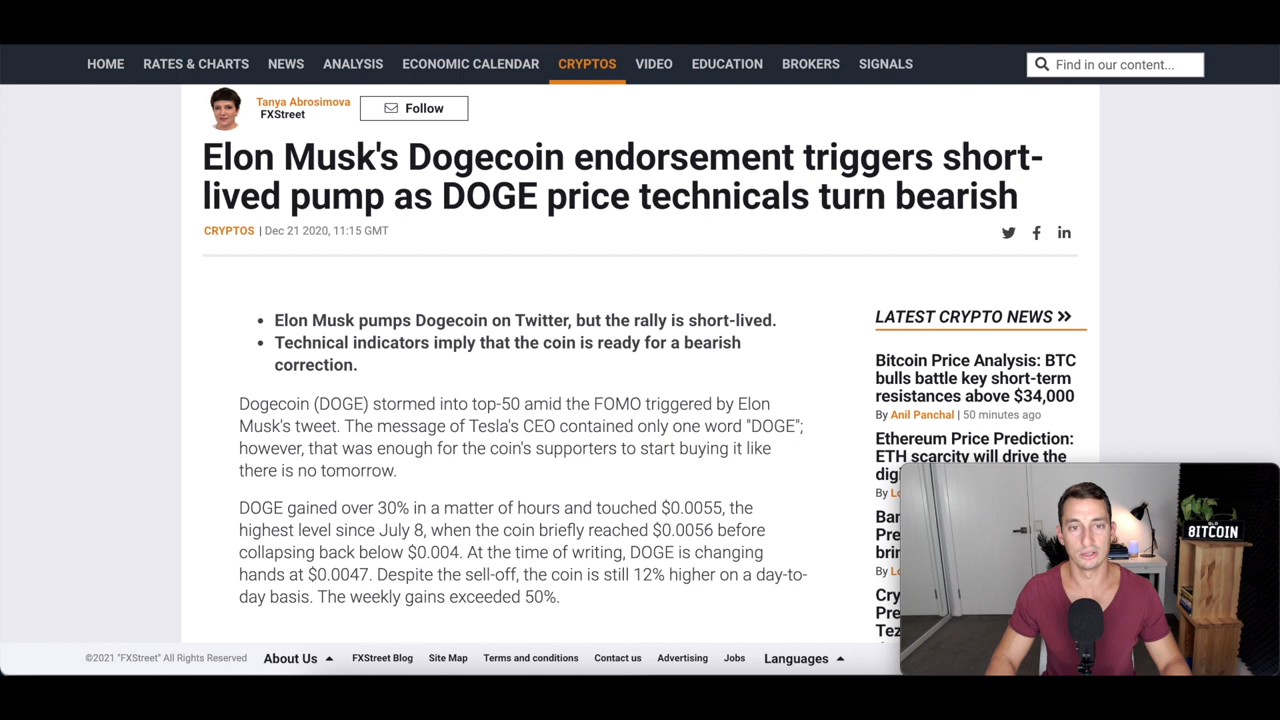 HOME RATES & CHARTS NEWS ANALYSIS ECONOMIC CALENDAR CRYPTOS VIDEO EDUCATION BROKERS SIGNALS Find in our content...
Tanya Abrosimova
FXStreet
Follow
Elon Musk's Dogecoin endorsement triggers short-
lived pump as DOGE price technicals turn bearish
CRYPTOS | Dec 21 2020, 11:15 GMT
• Elon Musk pumps Dogecoin on Twitter, but the rally is short-lived.
• Technical indicators imply that the coin is ready for a bearish
correction.
Dogecoin (DOGE) stormed into top-50 amid the FOMO triggered by Elon
Musk's tweet. The message of Tesla's CEO contained only one word "DOGE";
however, that was enough for the coin's supporters to start buying it like
there is no tomorrow.
DOGE gained over 30% in a matter of hours and touched $0.0055, the
highest level since July 8, when the coin briefly reached $0.0056 before
collapsing back below $0.004. At the time of writing, DOGE is changing
hands at $0.0047. Despite the sell-off, the coin is still 12% higher on a day-to-
day basis. The weekly gains exceeded 50%.
LATEST CRYPTO NEWS >>
Bitcoin Price Analysis: BTC
bulls battle key short-term
resistances above $34,000
By Anil Panchal | 50 minutes ago
Ethereum Price Prediction:
ETH scarcity will drive the
By
By
BITCOIN
©2021 "FXStreet" All Rights Reserved About Us FXStreet Blog Site Map Terms and conditions Contact us Advertising Jobs Languages